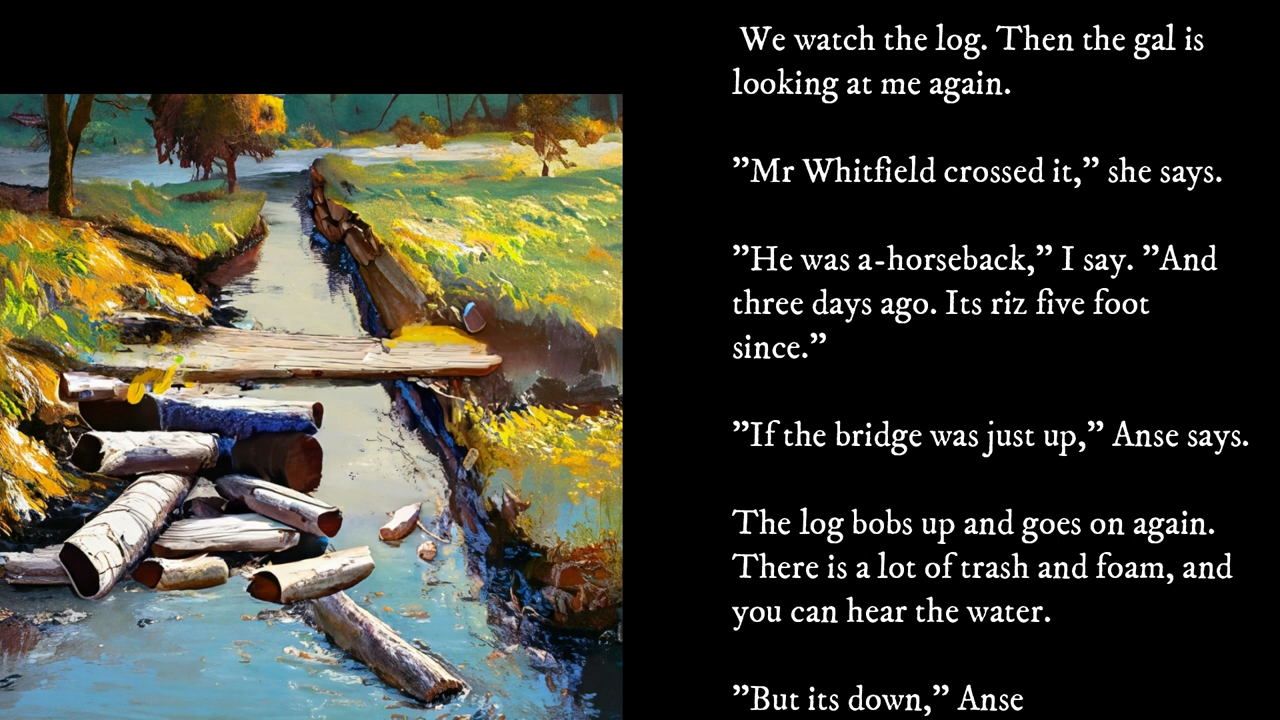 We watch the log. Then the gal is
looking at me again.
”Mr Whitfield crossed it,” she says.
”He was a-horseback,” I say. ”And
three days ago. Its riz five foot
since.”
”If the bridge was just up,” Anse says.
The log bobs up and goes on again.
There is a lot of trash and foam, and
you can hear the water.
”But its down,” Anse